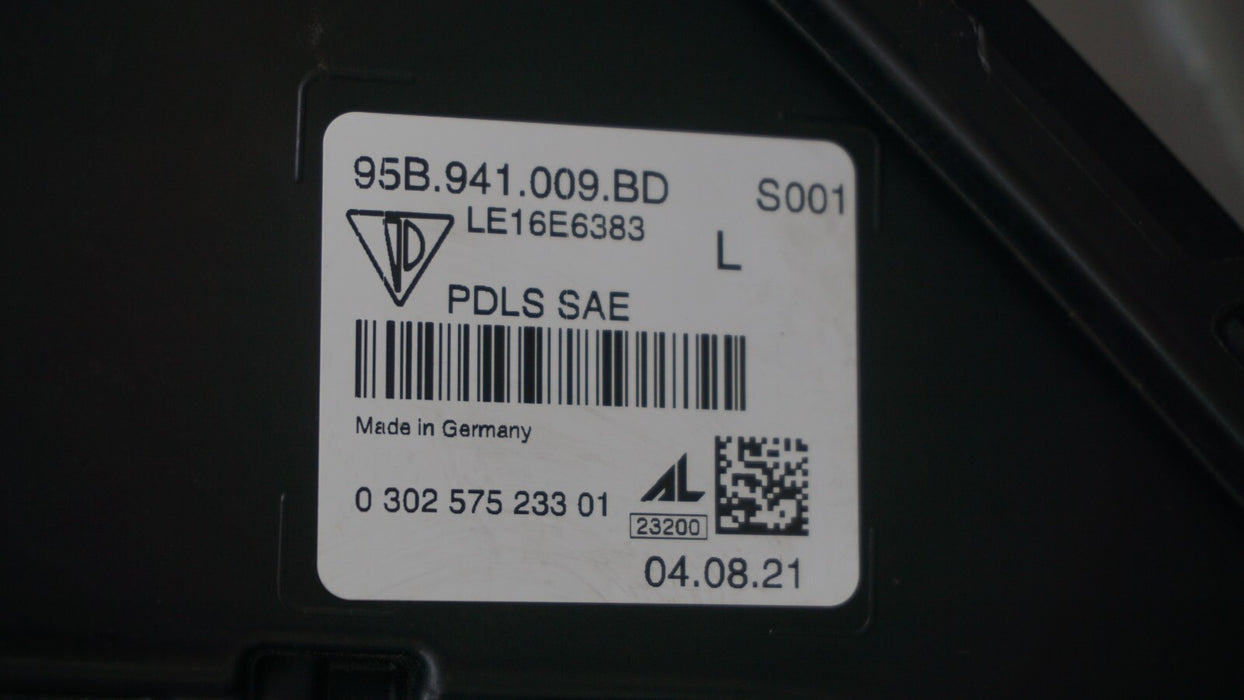 95B.941.009.BD S001
LE16E6383
L
PDLS SAE
Made in Germany
AL
0 302 575 233 01
23200
04.08.21